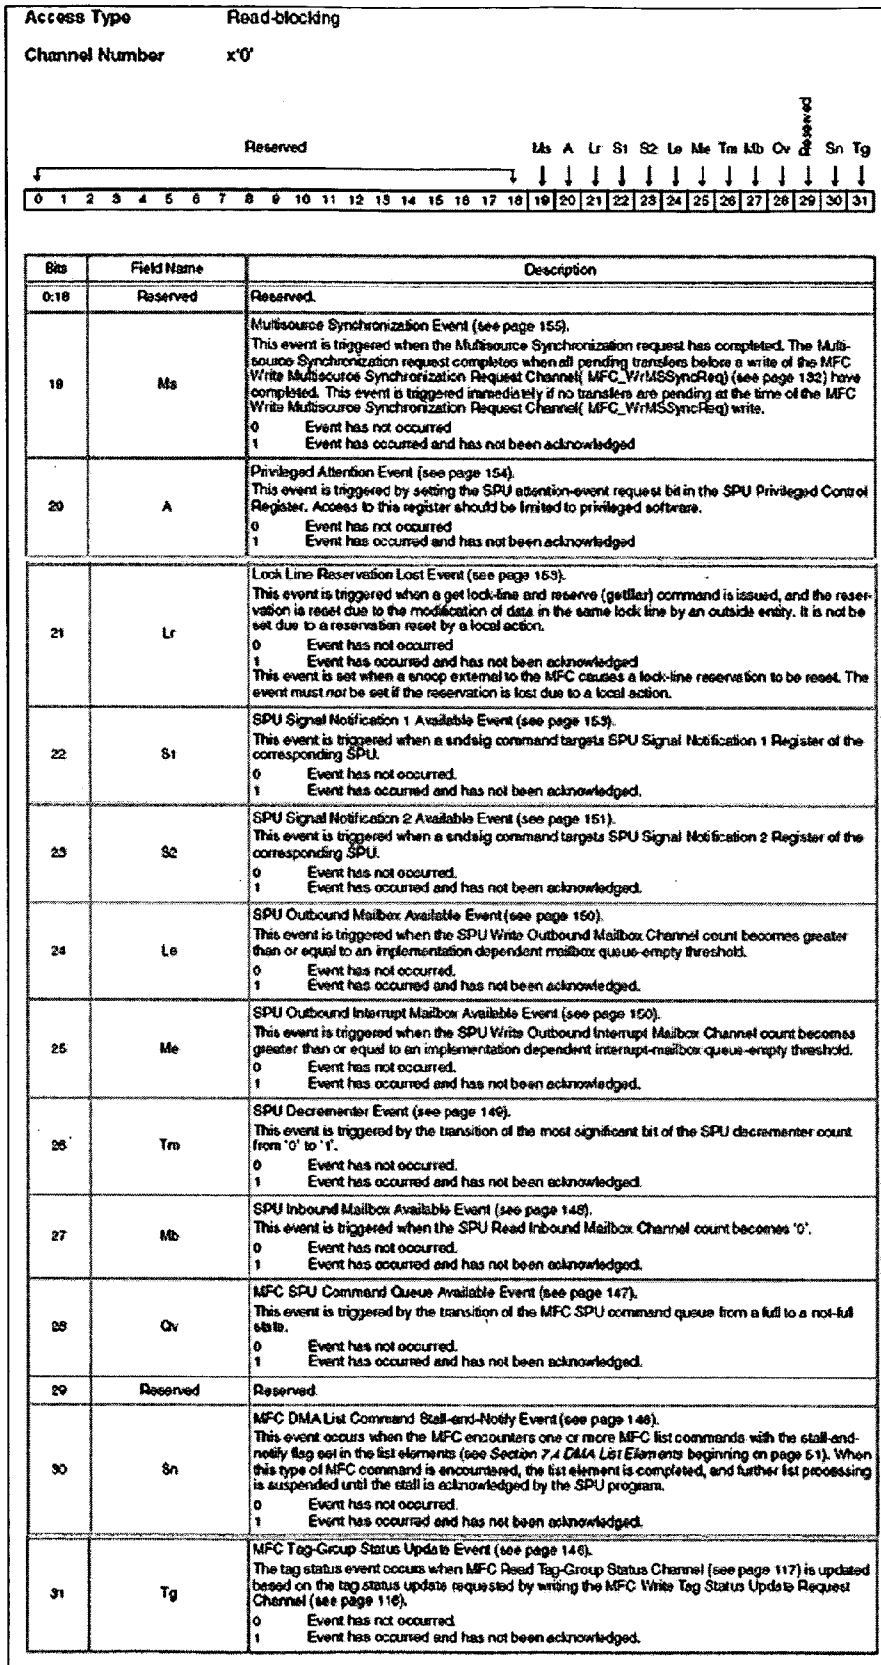 Access Type Read-blocking
Channel Number x'0'
Reserved Ms A Lr S1 S2 Le Me Tm Mb Qv Reserved Sn Tg
0 1 2 3 4 5 6 7 8 9 10 11 12 13 14 15 16 17 18 19 20 21 22 23 24 25 26 27 28 29 30 31
Bits Field Name Description
0:18 Reserved Reserved.
19 Ms
Multisource Synchronization Event (see page 155).
This event is triggered when the Multisource Synchronization request has completed. The Multi-
source Synchronization request completes when all pending transfers before a write of the MFC
Write Multisource Synchronization Request Channel( MFC_WrMSSyncReq) (see page 132) have
completed. This event is triggered immediately if no transfers are pending at the time of the MFC
Write Multisource Synchronization Request Channel( MFC_WrMSSyncReq) write.
0 Event has not occurred
1 Event has occurred and has not been acknowledged
20 A
Privileged Attention Event (see page 154).
This event is triggered by setting the SPU attention-event request bit in the SPU Privileged Control
Register. Access to this register should be limited to privileged software.
0 Event has not occurred
1 Event has occurred and has not been acknowledged
21 Lr
Lock Line Reservation Lost Event (see page 153).
This event is triggered when a get lock-line and reserve (getllar) command is issued, and the reser-
vation is reset due to the modification of data in the same lock line by an outside entity. It is not be
set due to a reservation reset by a local action.
0 Event has not occurred
1 Event has occurred and has not been acknowledged
This event is set when a snoop external to the MFC causes a lock-line reservation to be reset. The
event must not be set if the reservation is lost due to a local action.
22 S1
SPU Signal Notification 1 Available Event (see page 153).
This event is triggered when a sndsig command targets SPU Signal Notification 1 Register of the
corresponding SPU.
0 Event has not occurred.
1 Event has occurred and has not been acknowledged.
23 S2
SPU Signal Notification 2 Available Event (see page 151).
This event is triggered when a sndsig command targets SPU Signal Notification 2 Register of the
corresponding SPU.
0 Event has not occurred.
1 Event has occurred and has not been acknowledged.
24 Le
SPU Outbound Mailbox Available Event (see page 150).
This event is triggered when the SPU Write Outbound Mailbox Channel count becomes greater
than or equal to an implementation dependent mailbox queue-empty threshold.
0 Event has not occurred.
1 Event has occurred and has not been acknowledged.
25 Me
SPU Outbound Interrupt Mailbox Available Event (see page 150).
This event is triggered when the SPU Write Outbound Interrupt Mailbox Channel count becomes
greater than or equal to an implementation dependent interrupt-mailbox queue-empty threshold.
0 Event has not occurred.
1 Event has occurred and has not been acknowledged.
26 Tm
SPU Decrementer Event (see page 149).
This event is triggered by the transition of the most significant bit of the SPU decrementer count
from '0' to '1'.
0 Event has not occurred.
1 Event has occurred and has not been acknowledged.
27 Mb
SPU Inbound Mailbox Available Event (see page 148).
This event is triggered when the SPU Read Inbound Mailbox Channel count becomes '0'.
0 Event has not occurred.
1 Event has occurred and has not been acknowledged.
28 Qv
MFC SPU Command Queue Available Event (see page 147).
This event is triggered by the transition of the MFC SPU command queue from a full to a not-full
state.
0 Event has not occurred.
1 Event has occurred and has not been acknowledged.
29 Reserved Reserved.
30 Sn
MFC DMA List Command Stall-and-Notify Event (see page 146).
This event occurs when the MFC encounters one or more MFC list commands with the stall-and-
notify flag set in the list elements (see Section 7.4 DMA List Elements beginning on page 61). When
this type of MFC command is encountered, the list element is completed, and further list processing
is suspended until the stall is acknowledged by the SPU program.
0 Event has not occurred.
1 Event has occurred and has not been acknowledged.
31 Tg
MFC Tag-Group Status Update Event (see page 146).
The tag status event occurs when MFC Read Tag-Group Status Channel (see page 117) is updated
based on the tag status update requested by writing the MFC Write Tag Status Update Request
Channel (see page 116).
0 Event has not occurred.
1 Event has occurred and has not been acknowledged.